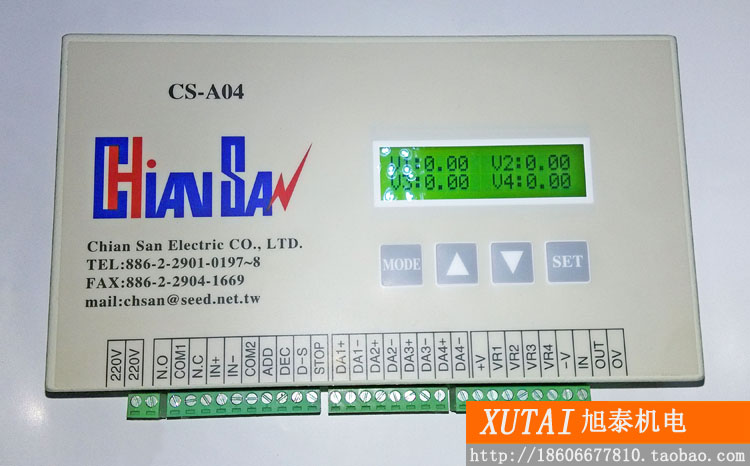 CS-A04
CHIAN SAN
V1:0.00 V2:0.00
V3:0.00 V4:0.00
Chian San Electric CO., LTD.
TEL:886-2-2901-0197~8
FAX:886-2-2904-1669
mail:chsan@seed.net.tw
MODE SET
220V 220V N.O COM1 N.C IN+ IN- COM2 ADD DEC D-S STOP DA1+ DA1- DA2+ DA2- DA3+ DA3- DA4+ DA4- +V VR1 VR2 VR3 VR4 -V IN OUT OV
XUTAI 旭泰机电
http://18606677810.taobao.com